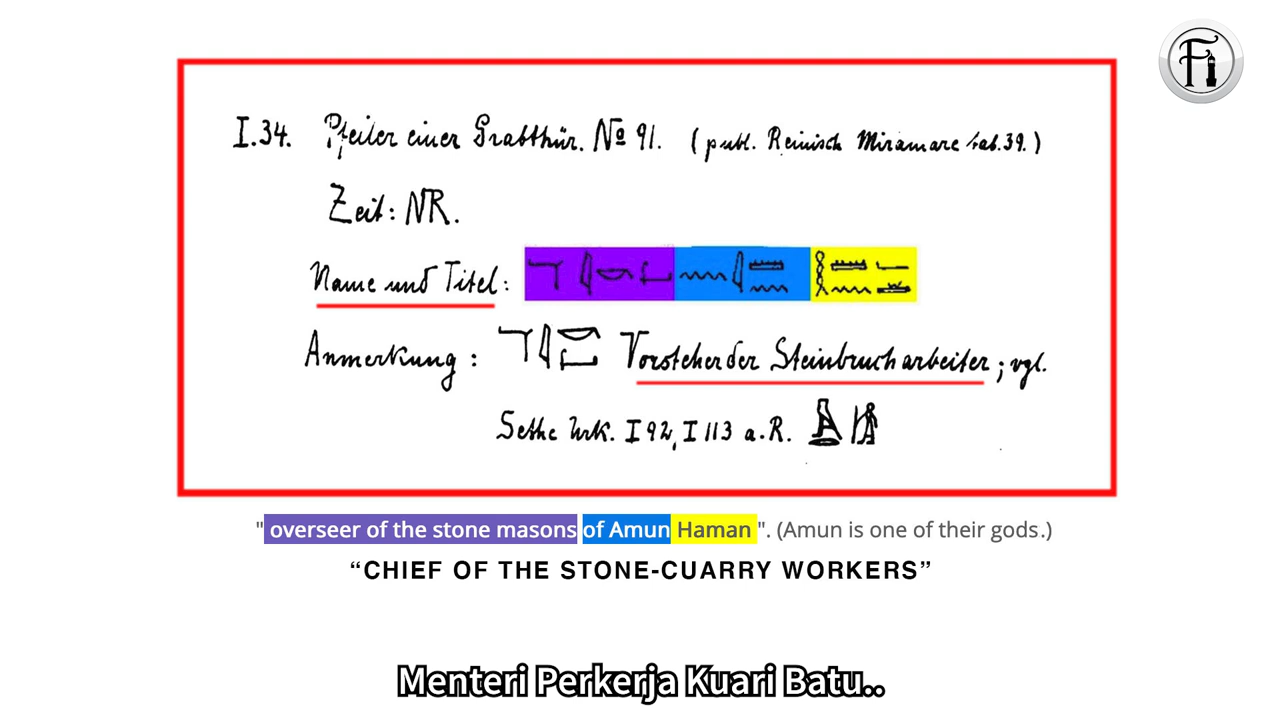 Fi
I.34. Pfeiler einer Grabthür. № 91. (publ. Reinisch Miramare tab.39.)
Zeit: NR.
Name und Titel:
Anmerkung: Vorsteher der Steinbrucharbeiter; vgl.
Sethe Urk. I 92, I 113 a.R.
" overseer of the stone masons of Amun Haman ". (Amun is one of their gods.)
“CHIEF OF THE STONE-CUARRY WORKERS”
Menteri Perkerja Kuari Batu..